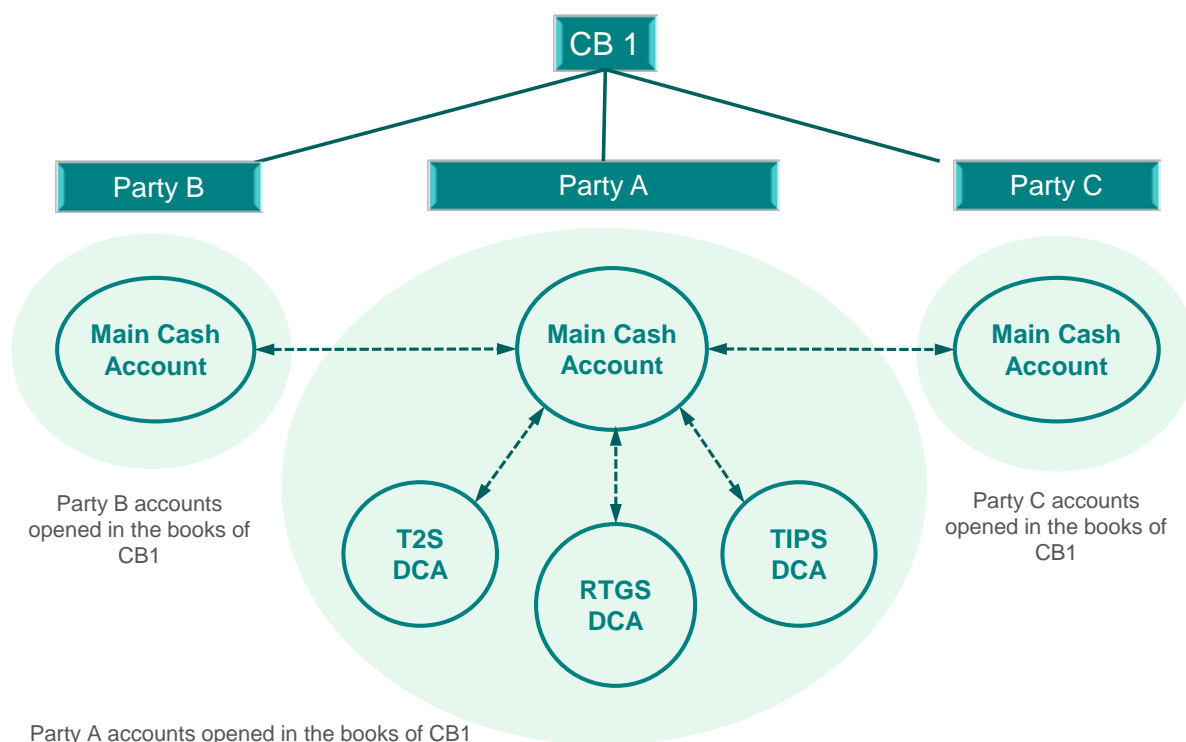 CB 1
Party B
Party A
Party C
Main Cash
Account
Main Cash
Account
Main Cash
Account
T2S
DCA
RTGS
DCA
TIPS
DCA
Party B accounts
opened in the books of
CB1
Party C accounts
opened in the books of
CB1
Party A accounts opened in the books of CB1